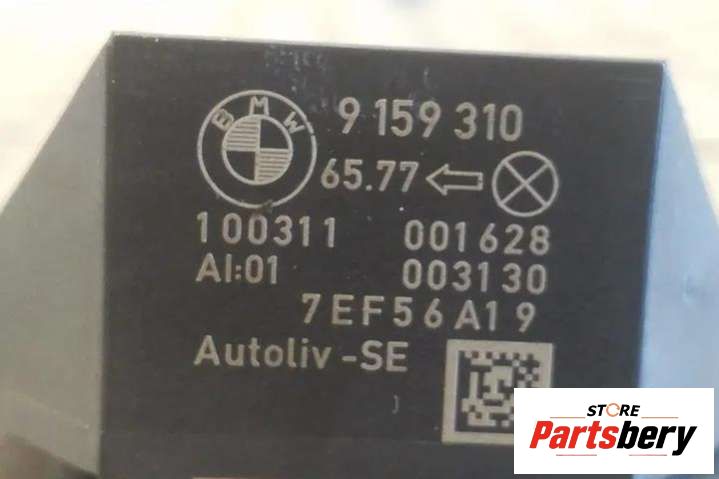 BMW
9 159 310
65.77
100311 001628
AI:01 003130
7EF56A19
Autoliv-SE
STORE
Partsbery